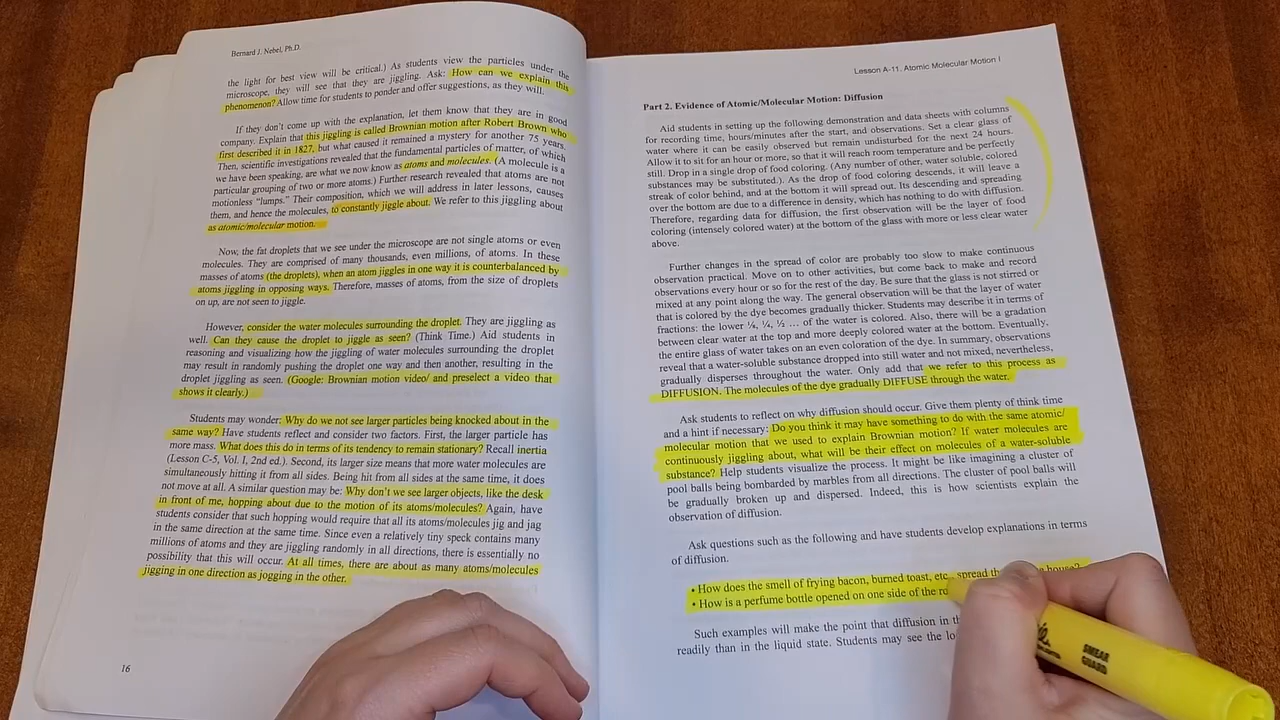 Bernard J. Nebel, Ph.D.
the light for best view will be critical.) As students view the particles under the
microscope, they will see that they are jiggling. Ask: How can we explain this
phenomenon? Allow time for students to ponder and offer suggestions, as they will.
If they don't come up with the explanation, let them know that they are in good
company. Explain that this jiggling is called Brownian motion after Robert Brown who
first described it in 1827, but what caused it remained a mystery for another 75 years.
Then, scientific investigations revealed that the fundamental particles of matter, of which
we have been speaking, are what we now know as atoms and molecules. (A molecule is a
particular grouping of two or more atoms.) Further research revealed that atoms are not
motionless "lumps." Their composition, which we will address in later lessons, causes
them, and hence the molecules, to constantly jiggle about. We refer to this jiggling about
as atomic/molecular motion.
Now, the fat droplets that we see under the microscope are not single atoms or even
molecules. They are comprised of many thousands, even millions, of atoms. In these
masses of atoms (the droplets), when an atom jiggles in one way it is counterbalanced by
atoms jiggling in opposing ways. Therefore, masses of atoms, from the size of droplets
on up, are not seen to jiggle.
However, consider the water molecules surrounding the droplet. They are jiggling as
well. Can they cause the droplet to jiggle as seen? (Think Time.) Aid students in
reasoning and visualizing how the jiggling of water molecules surrounding the droplet
may result in randomly pushing the droplet one way and then another, resulting in the
droplet jiggling as seen. (Google: Brownian motion video/ and preselect a video that
shows it clearly.)
Students may wonder: Why do we not see larger particles being knocked about in the
same way? Have students reflect and consider two factors. First, the larger particle has
more mass. What does this do in terms of its tendency to remain stationary? Recall inertia
(Lesson C-5, Vol. I, 2nd ed.). Second, its larger size means that more water molecules are
simultaneously hitting it from all sides. Being hit from all sides at the same time, it does
not move at all. A similar question may be: Why don't we see larger objects, like the desk
in front of me, hopping about due to the motion of its atoms/molecules? Again, have
students consider that such hopping would require that all its atoms/molecules jig and jag
in the same direction at the same time. Since even a relatively tiny speck contains many
millions of atoms and they are jiggling randomly in all directions, there is essentially no
possibility that this will occur. At all times, there are about as many atoms/molecules
jigging in one direction as jogging in the other.
16
Lesson A-11. Atomic Molecular Motion I
Part 2. Evidence of Atomic/Molecular Motion: Diffusion
Aid students in setting up the following demonstration and data sheets with columns
for recording time, hours/minutes after the start, and observations. Set a clear glass of
water where it can be easily observed but remain undisturbed for the next 24 hours.
Allow it to sit for an hour or more, so that it will reach room temperature and be perfectly
still. Drop in a single drop of food coloring. (Any number of other, water soluble, colored
substances may be substituted.). As the drop of food coloring descends, it will leave a
streak of color behind, and at the bottom it will spread out. Its descending and spreading
over the bottom are due to a difference in density, which has nothing to do with diffusion.
Therefore, regarding data for diffusion, the first observation will be the layer of food
coloring (intensely colored water) at the bottom of the glass with more or less clear water
above.
Further changes in the spread of color are probably too slow to make continuous
observation practical. Move on to other activities, but come back to make and record
observations every hour or so for the rest of the day. Be sure that the glass is not stirred or
mixed at any point along the way. The general observation will be that the layer of water
that is colored by the dye becomes gradually thicker. Students may describe it in terms of
fractions: the lower ⅛, ¼, ½ ... of the water is colored. Also, there will be a gradation
between clear water at the top and more deeply colored water at the bottom. Eventually,
the entire glass of water takes on an even coloration of the dye. In summary, observations
reveal that a water-soluble substance dropped into still water and not mixed, nevertheless,
gradually disperses throughout the water. Only add that we refer to this process as
DIFFUSION. The molecules of the dye gradually DIFFUSE through the water.
Ask students to reflect on why diffusion should occur. Give them plenty of think time
and a hint if necessary: Do you think it may have something to do with the same atomic/
molecular motion that we used to explain Brownian motion? If water molecules are
continuously jiggling about, what will be their effect on molecules of a water-soluble
substance? Help students visualize the process. It might be like imagining a cluster of
pool balls being bombarded by marbles from all directions. The cluster of pool balls will
be gradually broken up and dispersed. Indeed, this is how scientists explain the
observation of diffusion.
Ask questions such as the following and have students develop explanations in terms
of diffusion.
• How does the smell of frying bacon, burned toast, etc., spread house?
• How is a perfume bottle opened on one side of the
Such examples will make the point that diffusion in
readily than in the liquid state. Students may see the
SMEAR
GUARD